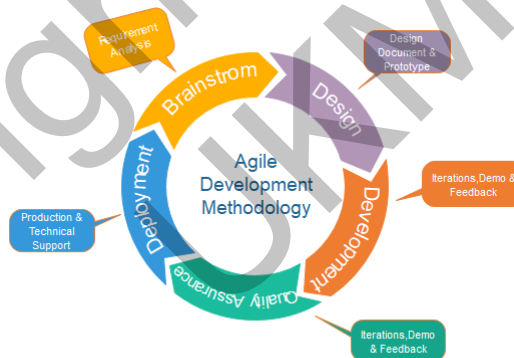 Requirement
Analysis
Brainstrom
Design
Document &
Prototype
Design
Agile
Development
Methodology
Development
Iterations,Demo &
Feedback
Deployment
Production &
Technical
Support
Quality Assurance
Iterations,Demo
& Feedback